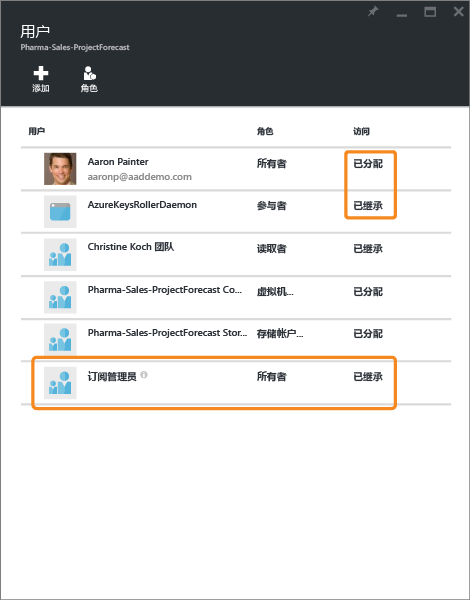 用户
Pharma-Sales-ProjectForecast
添加 角色
用户 角色 访问
Aaron Painter 所有者 已分配
aaronp@aaddemo.com
AzureKeysRollerDaemon 参与者 已继承
Christine Koch 团队 读取者 已继承
Pharma-Sales-ProjectForecast Co... 虚拟机... 已分配
Pharma-Sales-ProjectForecast Stor... 存储帐户... 已分配
订阅管理员 所有者 已继承